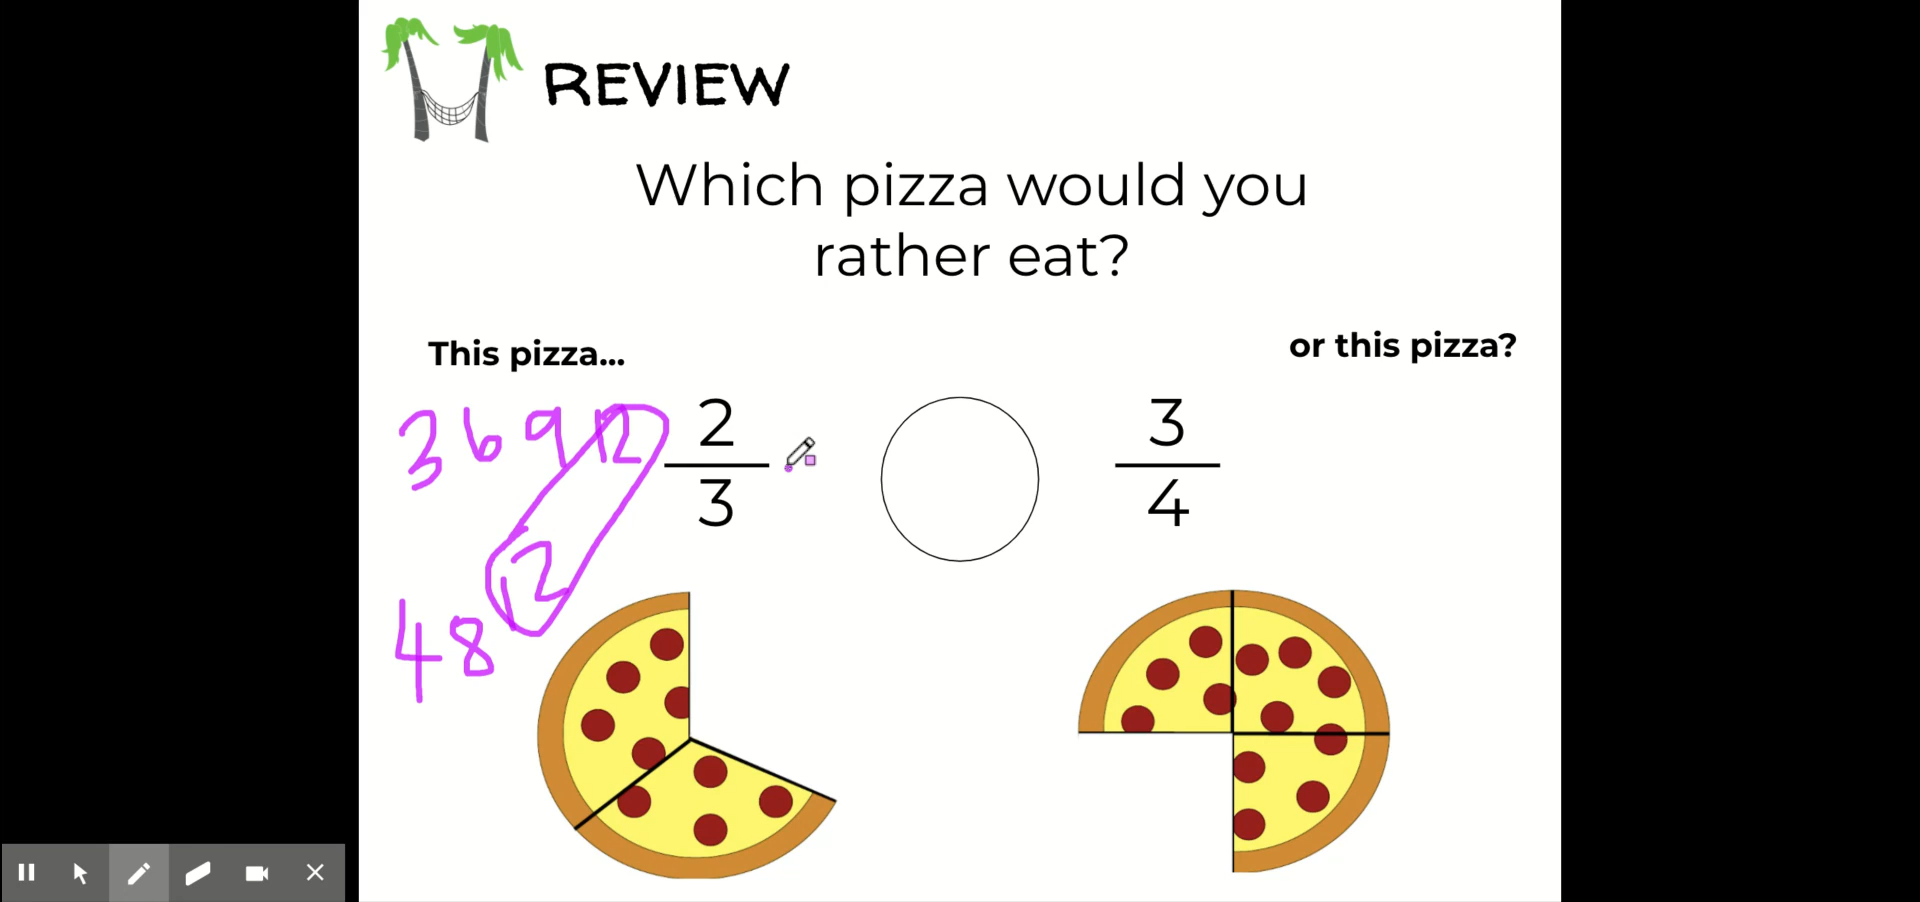 REVIEW
Which pizza would you
rather eat?
This pizza...
or this pizza?
3 6 9 12
2
3
3
4
12
4 8